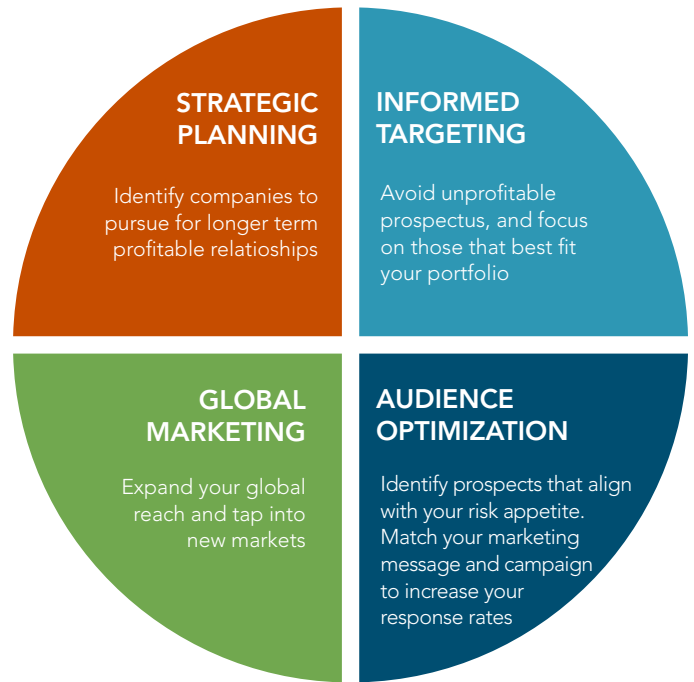 STRATEGIC
PLANNING
Identify companies to
pursue for longer term
profitable relatioships
INFORMED
TARGETING
Avoid unprofitable
prospectus, and focus
on those that best fit
your portfolio
GLOBAL
MARKETING
Expand your global
reach and tap into
new markets
AUDIENCE
OPTIMIZATION
Identify prospects that align
with your risk appetite.
Match your marketing
message and campaign
to increase your
response rates